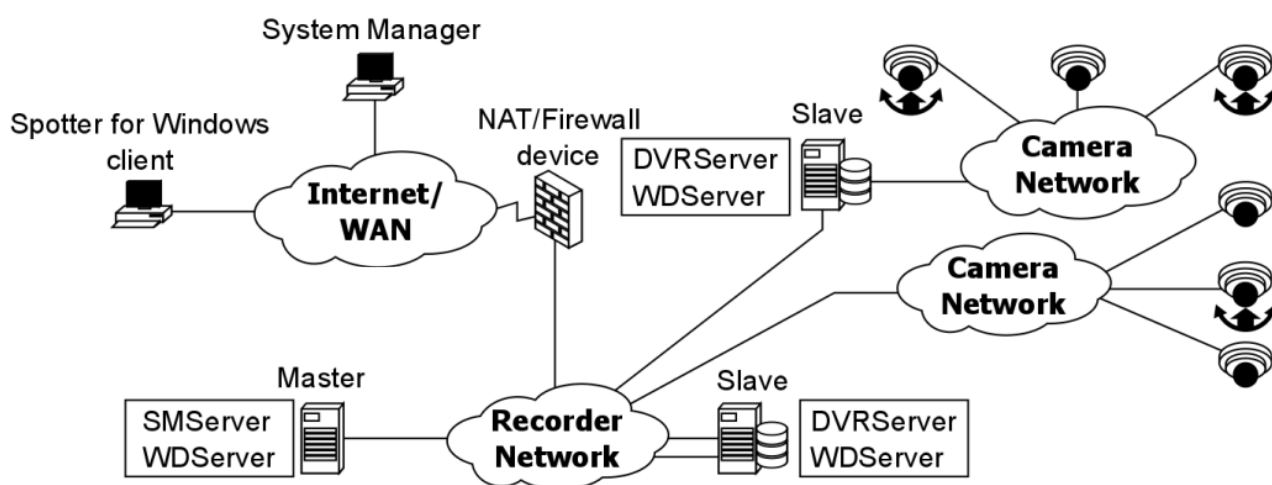 System Manager
Spotter for Windows
client
Internet/
WAN
NAT/Firewall
device
Slave
DVRServer
WDServer
Camera
Network
Camera
Network
Master
SMServer
WDServer
Recorder
Network
Slave
DVRServer
WDServer